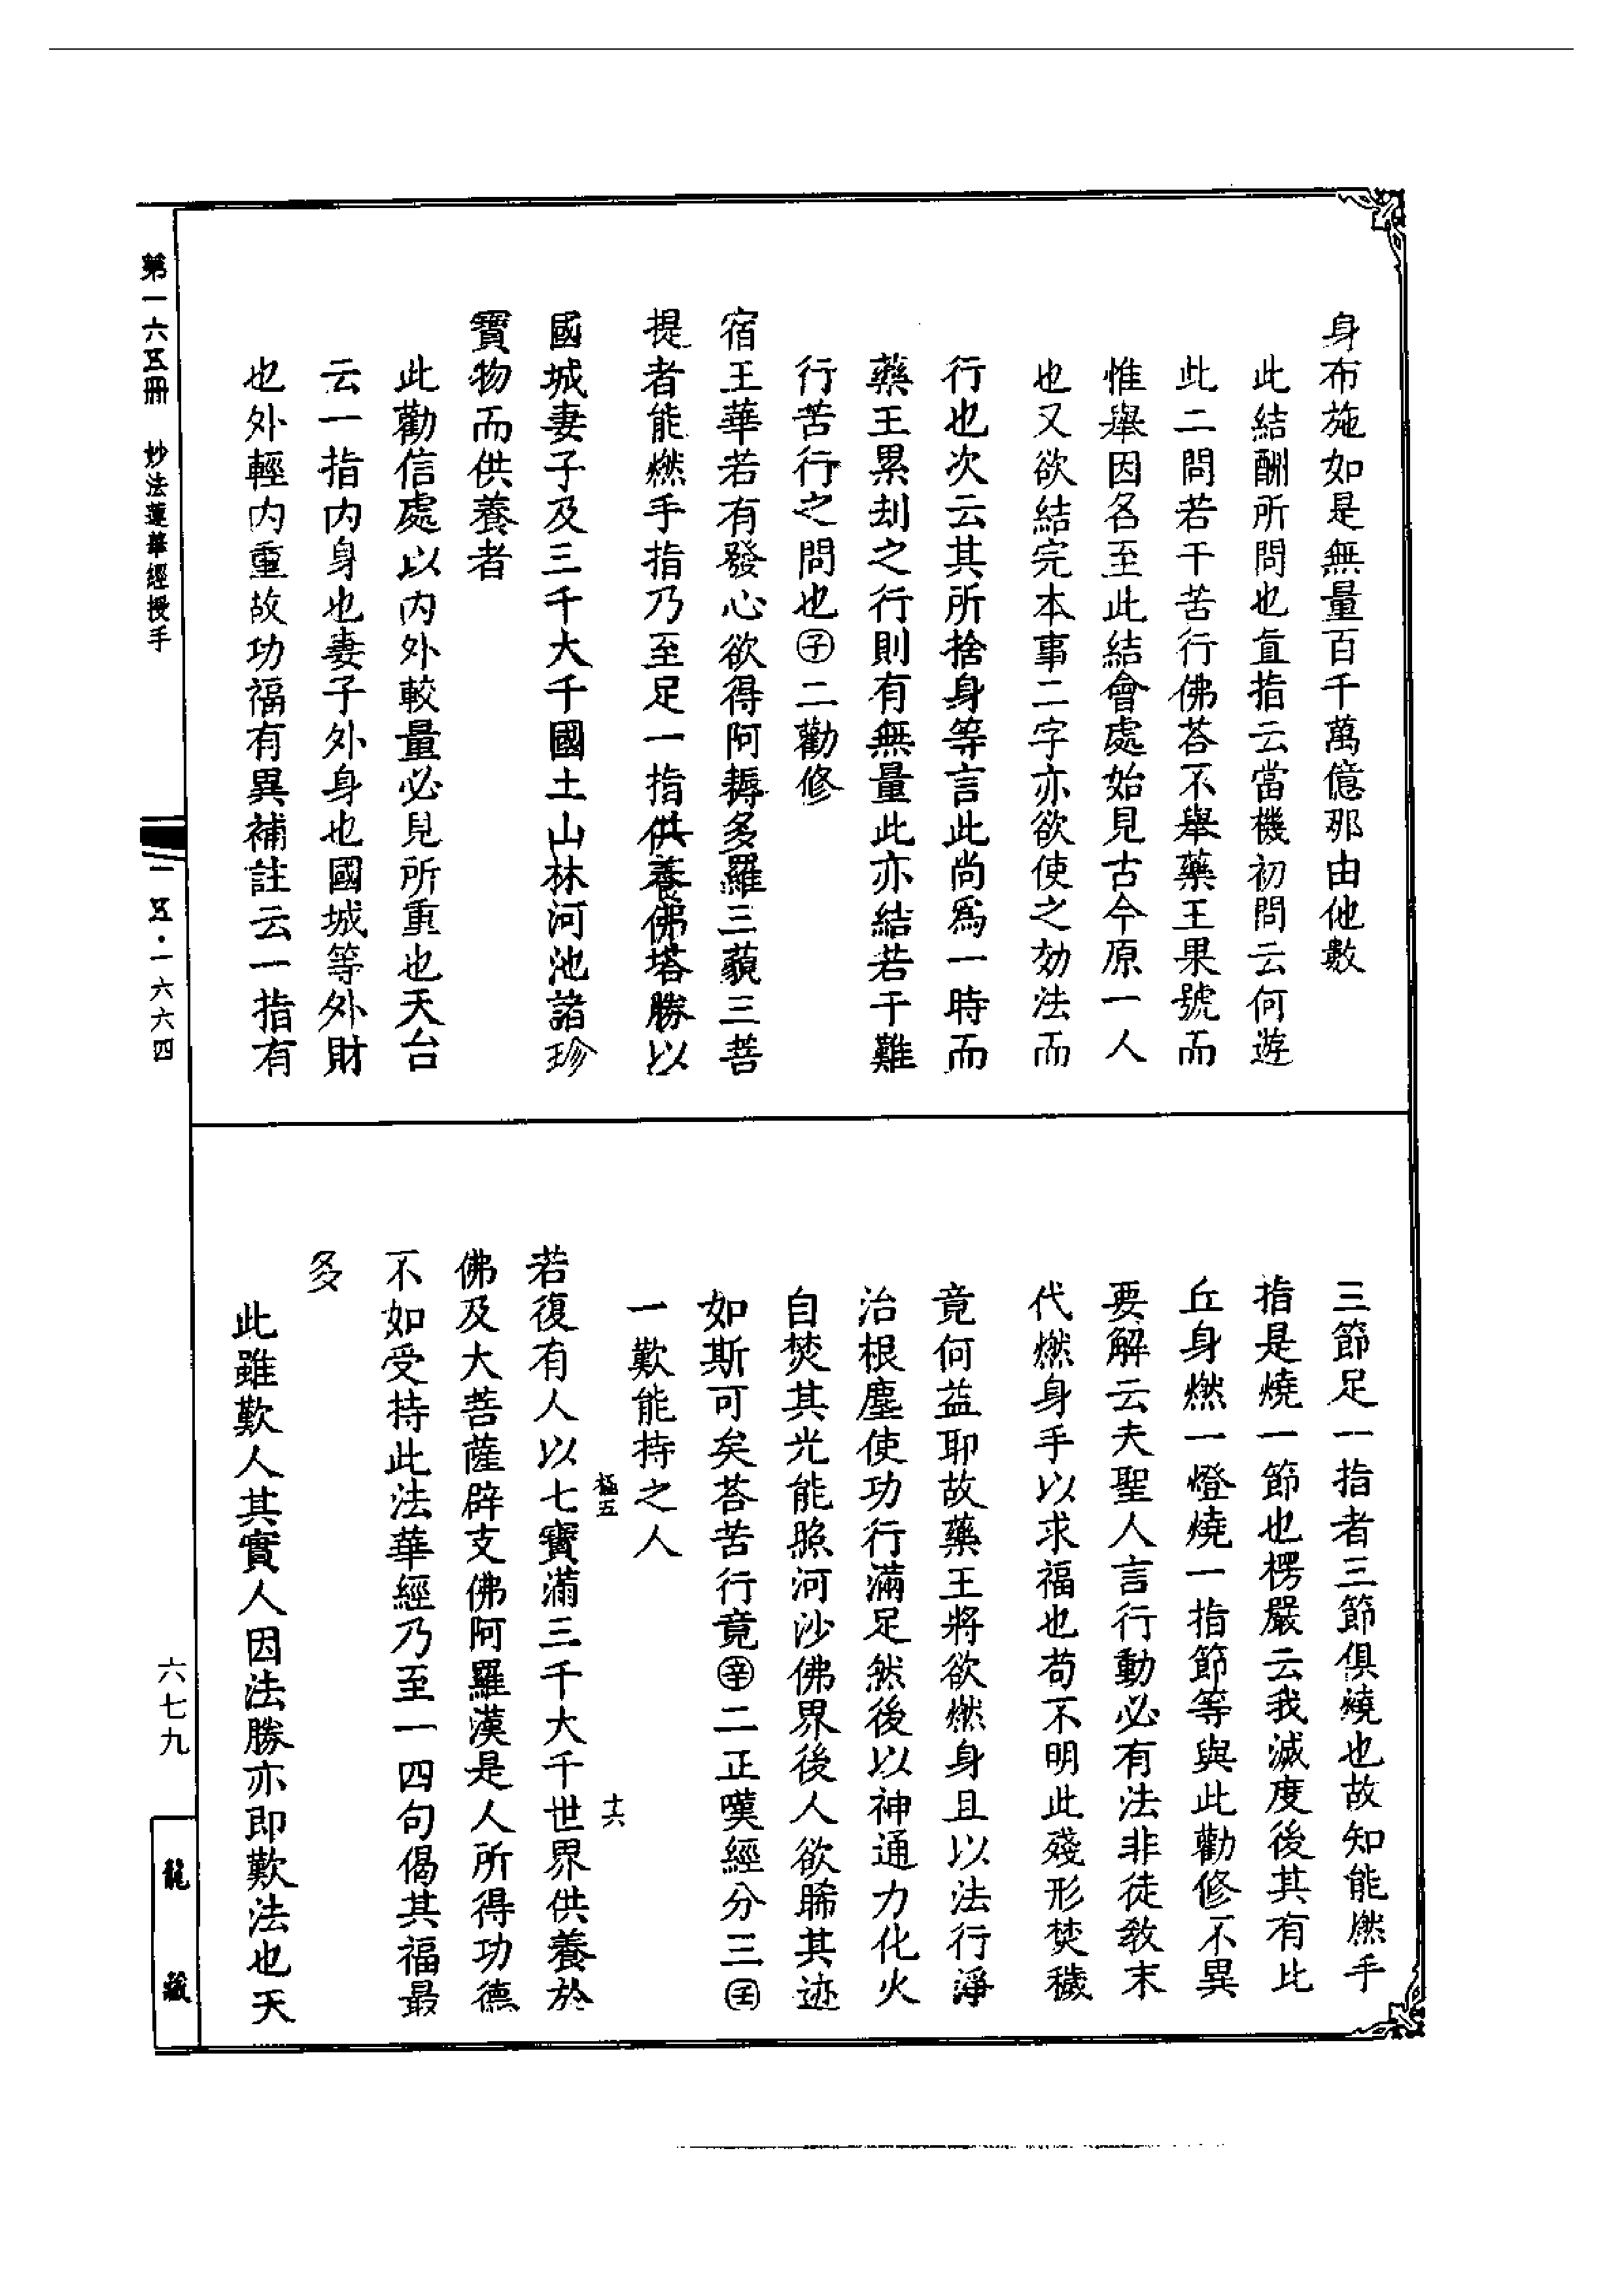 身布施如是無量百千萬億那由他數
此結酬所問也直指云當機初問云何遊
此二問若干苦行佛荅不舉藥王果號而
惟舉因名至此結會處始見古今原一人
也又欲結完本事二字亦欲使之効法而
行也次云其所捨身等言此尚爲一時而
藥王累刦之行則有無量此亦結若干難
行苦行之問也㊛子二勸修
宿王華若有發心欲得阿耨多羅三藐三菩
提者能燃手指乃至足一指供養佛塔勝以
國城妻子及三千大千國土山林河池諸珍
寶物而供養者
此勸信處以內外較量必見所重也天台
云一指內身也妻子外身也國城等外財
也外輕內重故功福有異補註云一指有
三節足一指者三節俱燒也故知能燃手
指是燒一節也楞嚴云我滅度後其有比
丘身燃一燈燒一指節等與此勸修不異
要解云夫聖人言行動必有法非徒敎末
代燃身手以求福也苟不明此殘形焚穢
竟何益耶故藥王將欲燃身且以法行淨
治根塵使功行滿足然後以神通力化火
自焚其光能照河沙佛界後人欲睎其迹
如斯可矣荅苦行竟辛二正嘆經分三壬
一歎能持之人
極五
十六
若復有人以七寶滿三千大千世界供養於
佛及大菩薩辟支佛阿羅漢是人所得功德
不如受持此法華經乃至一四句偈其福最
多
此雖歎人其實人因法勝亦即歎法也天
第一六五冊 妙法蓮華經授手
一五·一六六四
六七九
龍藏